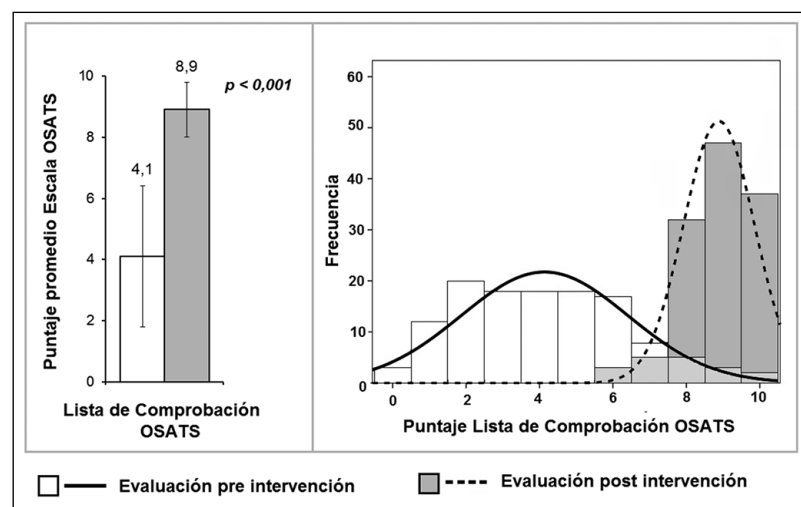 Puntaje promedio Escala OSATS
10
8
6
4
2
0
4,1
8,9
p < 0,001
Lista de Comprobación
OSATS
Frecuencia
60
50
40
30
20
10
0
0 2 4 6 8 10
Puntaje Lista de Comprobación OSATS
Evaluación pre intervención
Evaluación post intervención